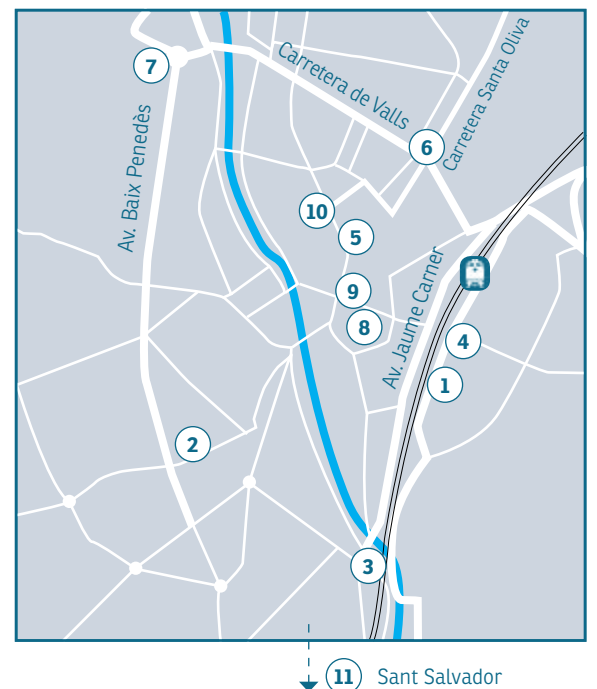 7
Carretera de Valls
Carretera Santa Oliva
Av. Baix Penedès
6
10
5
9
8
Av. Jaume Carner
4
1
2
3
11 Sant Salvador